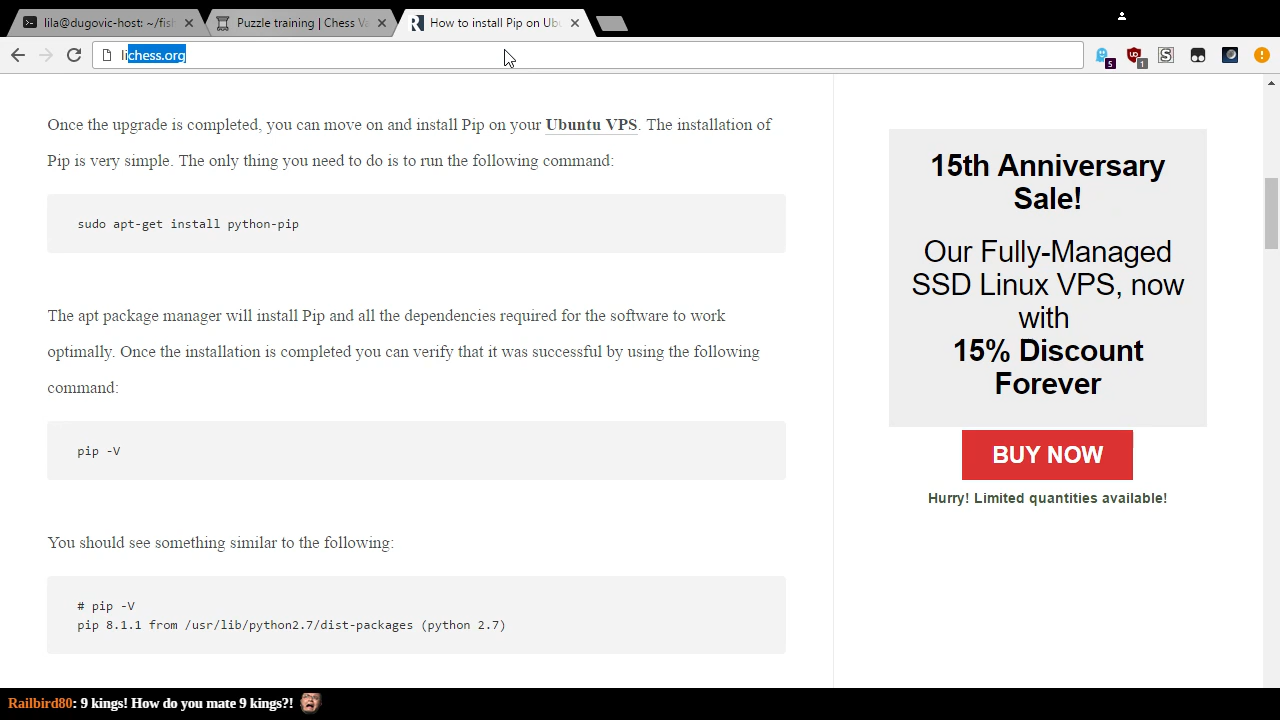 lila@dugovic-host: ~/fish
Puzzle training | Chess Va
How to install Pip on Ubu
lichess.org
5
1
Once the upgrade is completed, you can move on and install Pip on your Ubuntu VPS. The installation of
Pip is very simple. The only thing you need to do is to run the following command:
sudo apt-get install python-pip
The apt package manager will install Pip and all the dependencies required for the software to work
optimally. Once the installation is completed you can verify that it was successful by using the following
command:
pip -V
You should see something similar to the following:
# pip -V
pip 8.1.1 from /usr/lib/python2.7/dist-packages (python 2.7)
15th Anniversary
Sale!
Our Fully-Managed
SSD Linux VPS, now
with
15% Discount
Forever
BUY NOW
Hurry! Limited quantities available!
Railbird80: 9 kings! How do you mate 9 kings?!